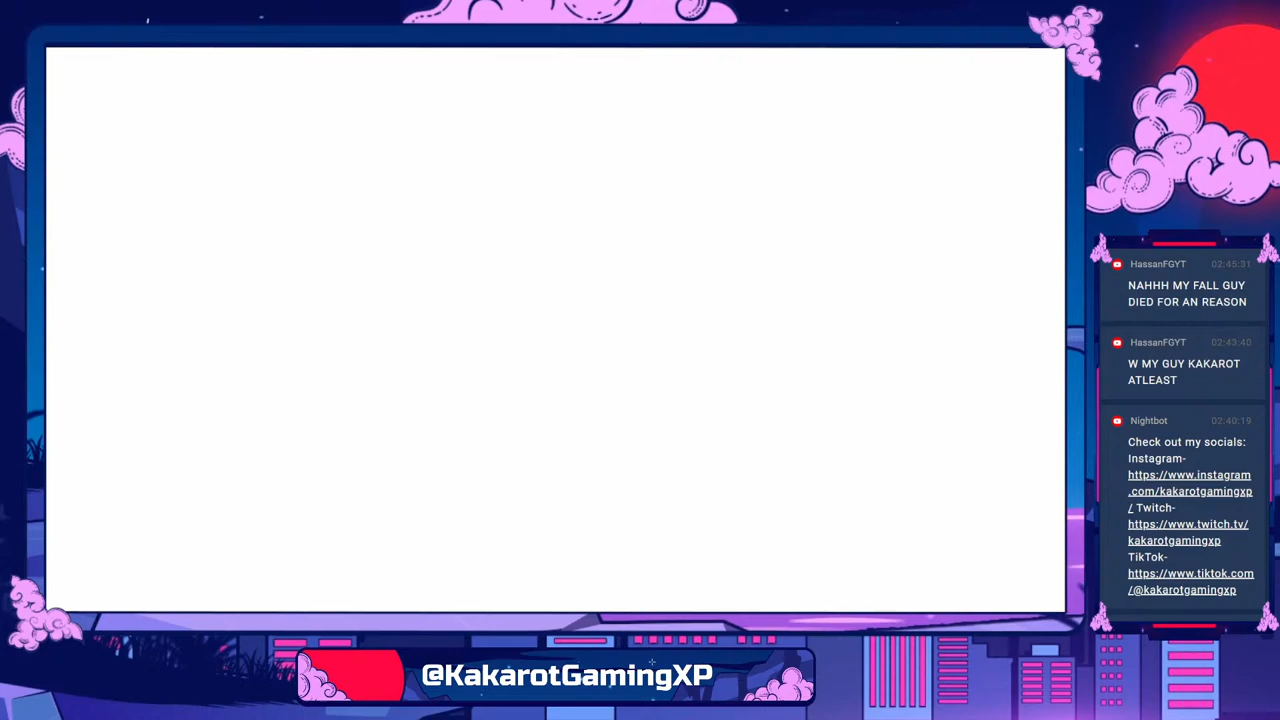 HassanFGYT 02:45:31
NAHHH MY FALL GUY
DIED FOR AN REASON
HassanFGYT 02:43:40
W MY GUY KAKAROT
ATLEAST
Nightbot 02:40:19
Check out my socials:
Instagram-
https://www.instagram
.com/kakarotgamingxp
/ Twitch-
https://www.twitch.tv/
kakarotgamingxp
TikTok-
https://www.tiktok.com
/@kakarotgamingxp
@KakarotGamingXP